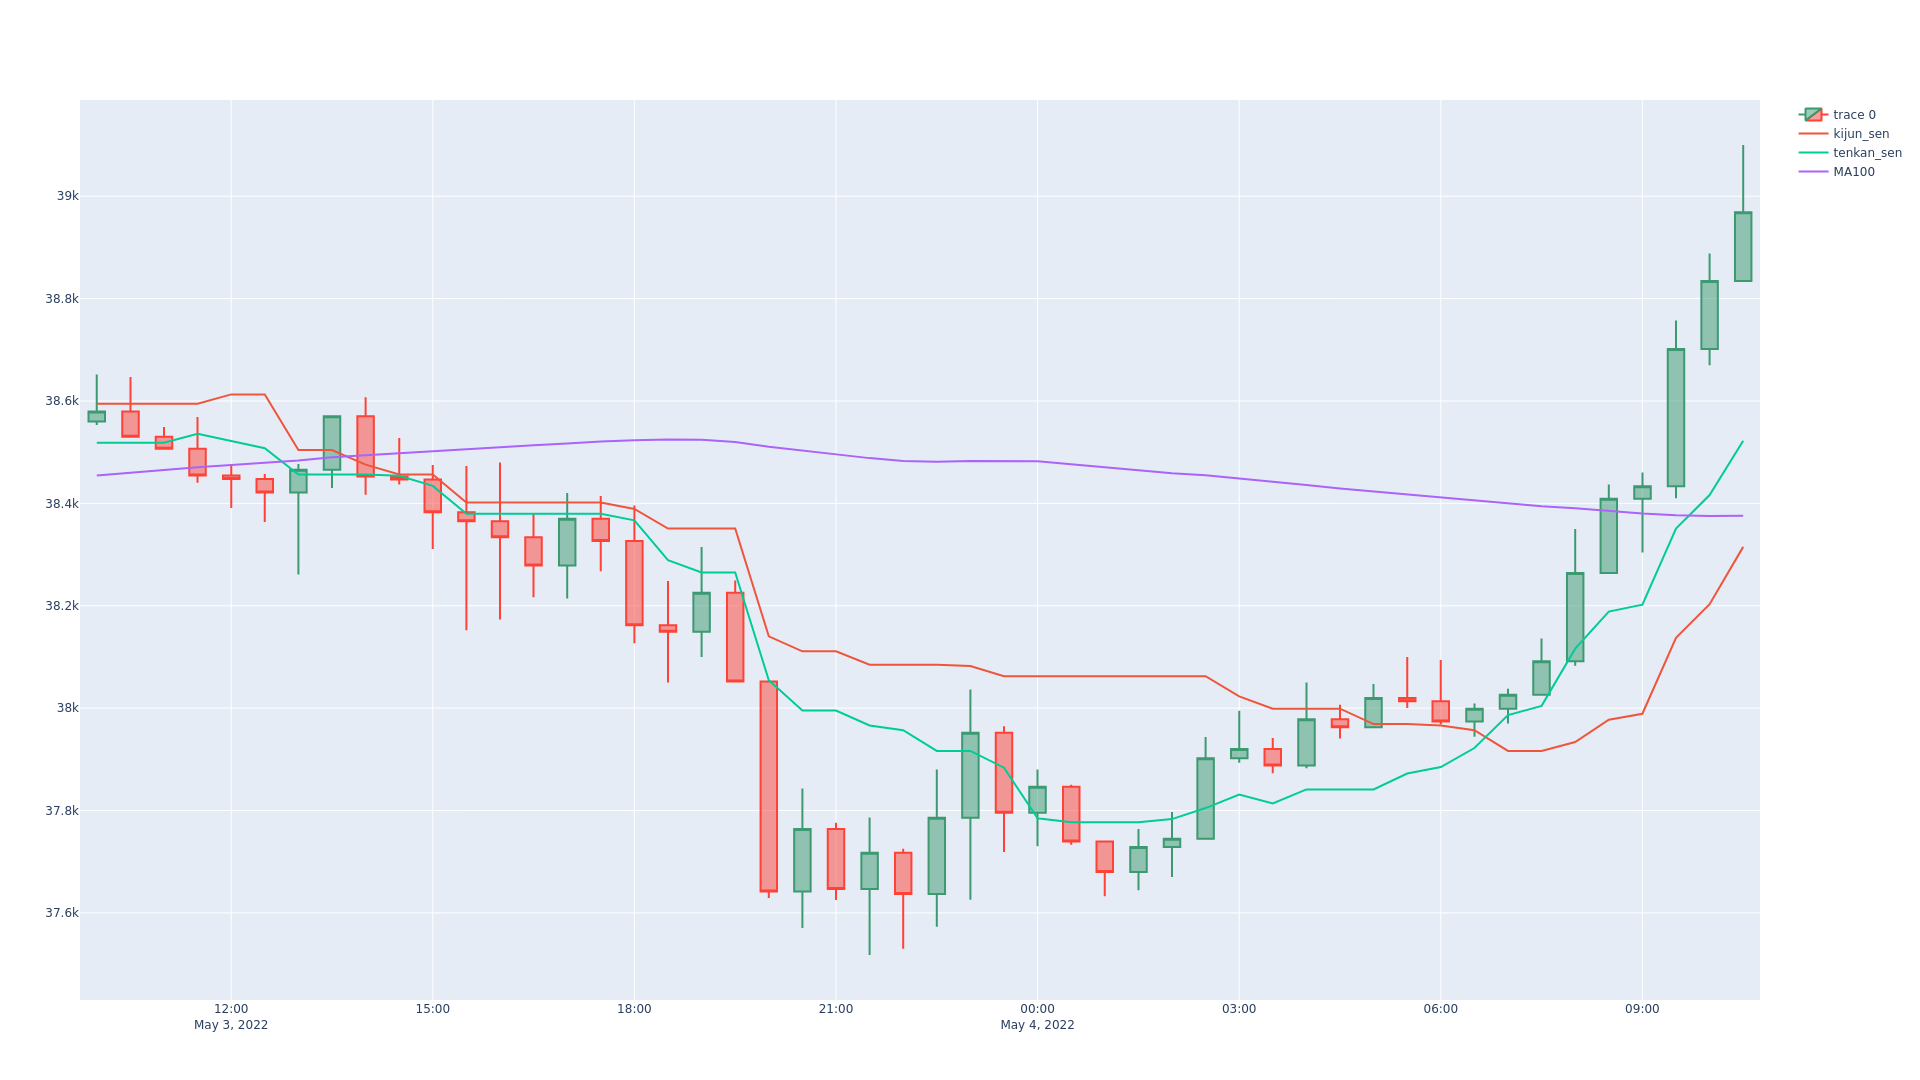 trace 0
kijun_sen
tenkan_sen
MA100
39k
38.8k
38.6k
38.4k
38.2k
38k
37.8k
37.6k
12:00
May 3, 2022
15:00
18:00
21:00
00:00
May 4, 2022
03:00
06:00
09:00